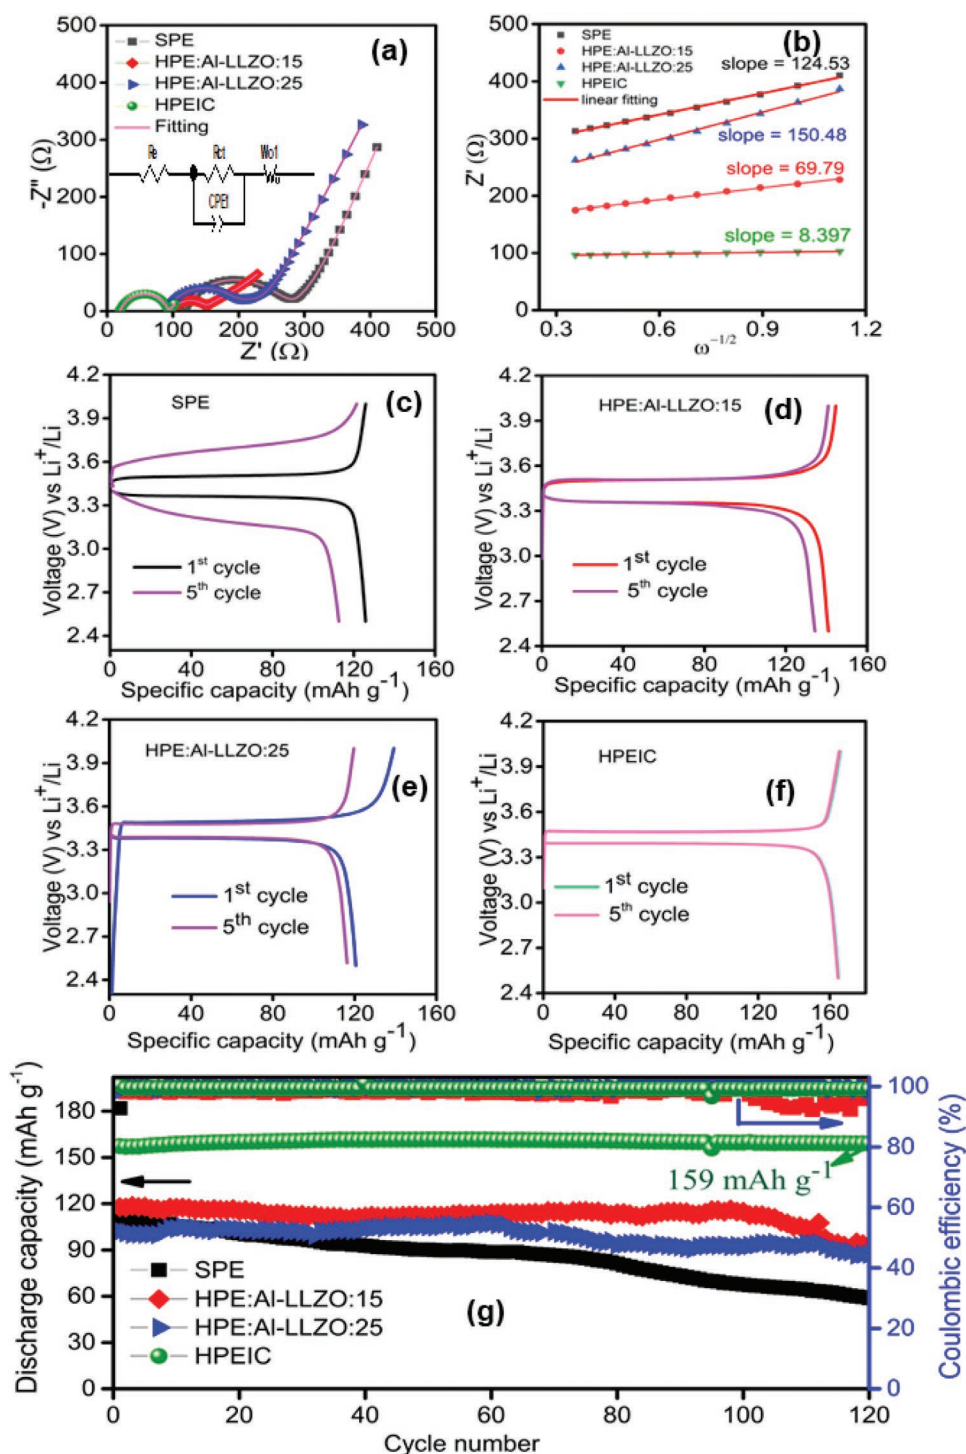 500
400
300
200
100
0
-Z" (Ω)
SPE
HPE:Al-LLZO:15
HPE:Al-LLZO:25
HPEIC
Fitting
(a)
Re
Rct
Wo1
CPE1
0 100 200 300 400 500
Z' (Ω)
500
400
300
200
100
0
Z' (Ω)
SPE
HPE:Al-LLZO:15
HPE:Al-LLZO:25
HPEIC
linear fitting
(b)
slope = 124.53
slope = 150.48
slope = 69.79
slope = 8.397
0.3 0.6 0.9 1.2
ω⁻¹/²
4.2
3.9
3.6
3.3
3.0
2.7
2.4
Voltage (V) vs Li⁺/Li
SPE
(c)
1st cycle
5th cycle
0 40 80 120 160
Specific capacity (mAh g⁻¹)
4.2
3.9
3.6
3.3
3.0
2.7
2.4
Voltage (V) vs Li⁺/Li
HPE:Al-LLZO:15
(d)
1st cycle
5th cycle
0 40 80 120 160
Specific capacity (mAh g⁻¹)
4.2
3.9
3.6
3.3
3.0
2.7
2.4
Voltage (V) vs Li⁺/Li
HPE:Al-LLZO:25
(e)
1st cycle
5th cycle
0 40 80 120 160
Specific capacity (mAh g⁻¹)
4.2
3.9
3.6
3.3
3.0
2.7
2.4
Voltage (V) vs Li⁺/Li
HPEIC
(f)
1st cycle
5th cycle
0 40 80 120 160
Specific capacity (mAh g⁻¹)
180
150
120
90
60
30
0
Discharge capacity (mAh g⁻¹)
159 mAh g⁻¹
SPE
HPE:Al-LLZO:15
HPE:Al-LLZO:25
HPEIC
(g)
100
80
60
40
20
0
Coulombic efficiency (%)
0 20 40 60 80 100 120
Cycle number